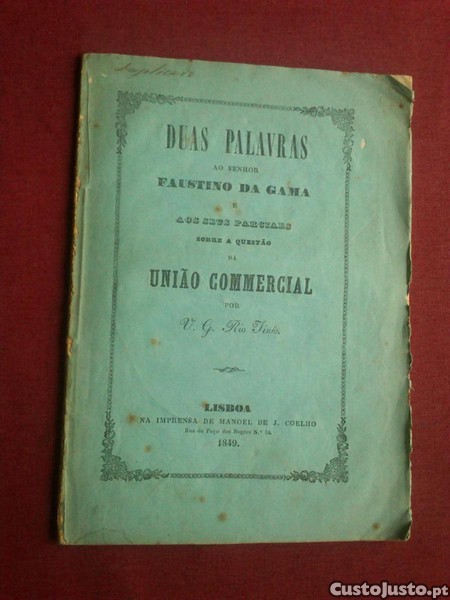 DUAS PALAVRAS
AO SENHOR
FAUSTINO DA GAMA
E
AOS SEUS PARCIAES
SOBRE A QUESTÃO
DA
UNIÃO COMMERCIAL
POR
V. G. Rio Tinto.
LISBOA
NA IMPRENSA DE MANOEL DE J. COELHO
Rua do Poço dos Negros N.º
1849.
CustoJusto.pt